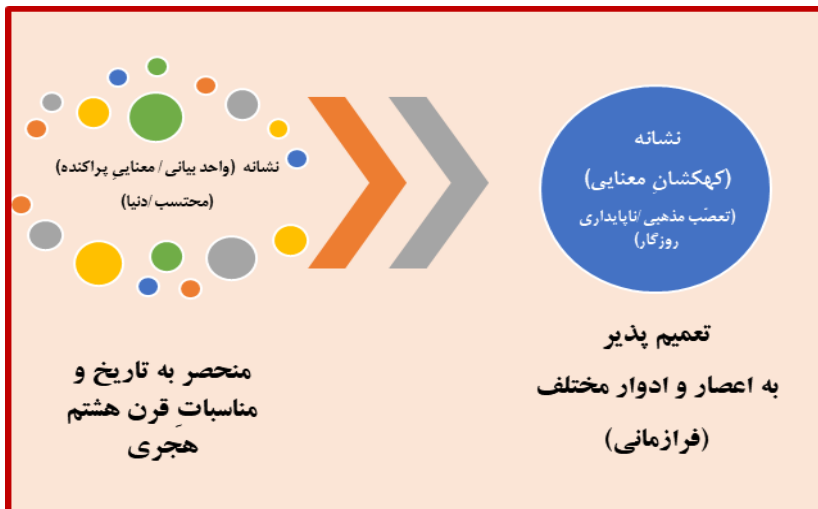 نشانه (واحد بیانی/ معناییِ پراکنده)
(محتسب/دنیا)
نشانه
(کهکشانِ معنایی)
(تعصّب مذهبی/ناپایداری
روزگار)
منحصر به تاریخ و
مناسباتِ قرن هشتم
هجری
تعمیم پذیر
به اعصار و ادوار مختلف
(فرازمانی)